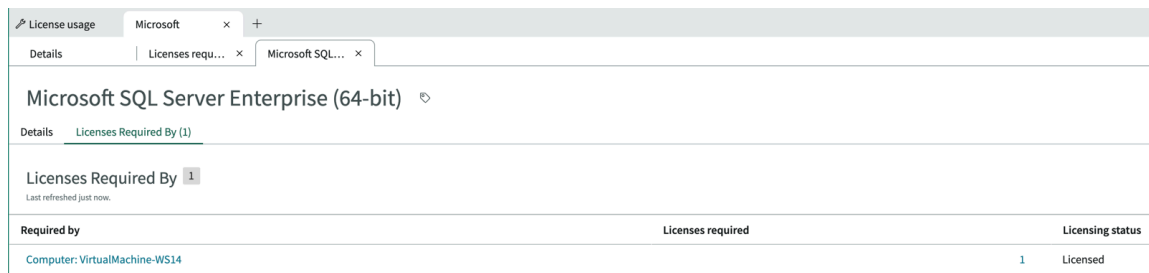 License usage Microsoft × +
Details Licenses requ... × Microsoft SQL... ×
Microsoft SQL Server Enterprise (64-bit)
Details Licenses Required By (1)
Licenses Required By 1
Last refreshed just now.
Required by Licenses required Licensing status
Computer: VirtualMachine-WS14 1 Licensed